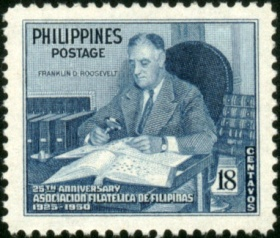 PHILIPPINES
POSTAGE
FRANKLIN D. ROOSEVELT
25TH ANNIVERSARY
ASOCIACION FILATELICA DE FILIPINAS
1925-1950
18
CENTAVOS